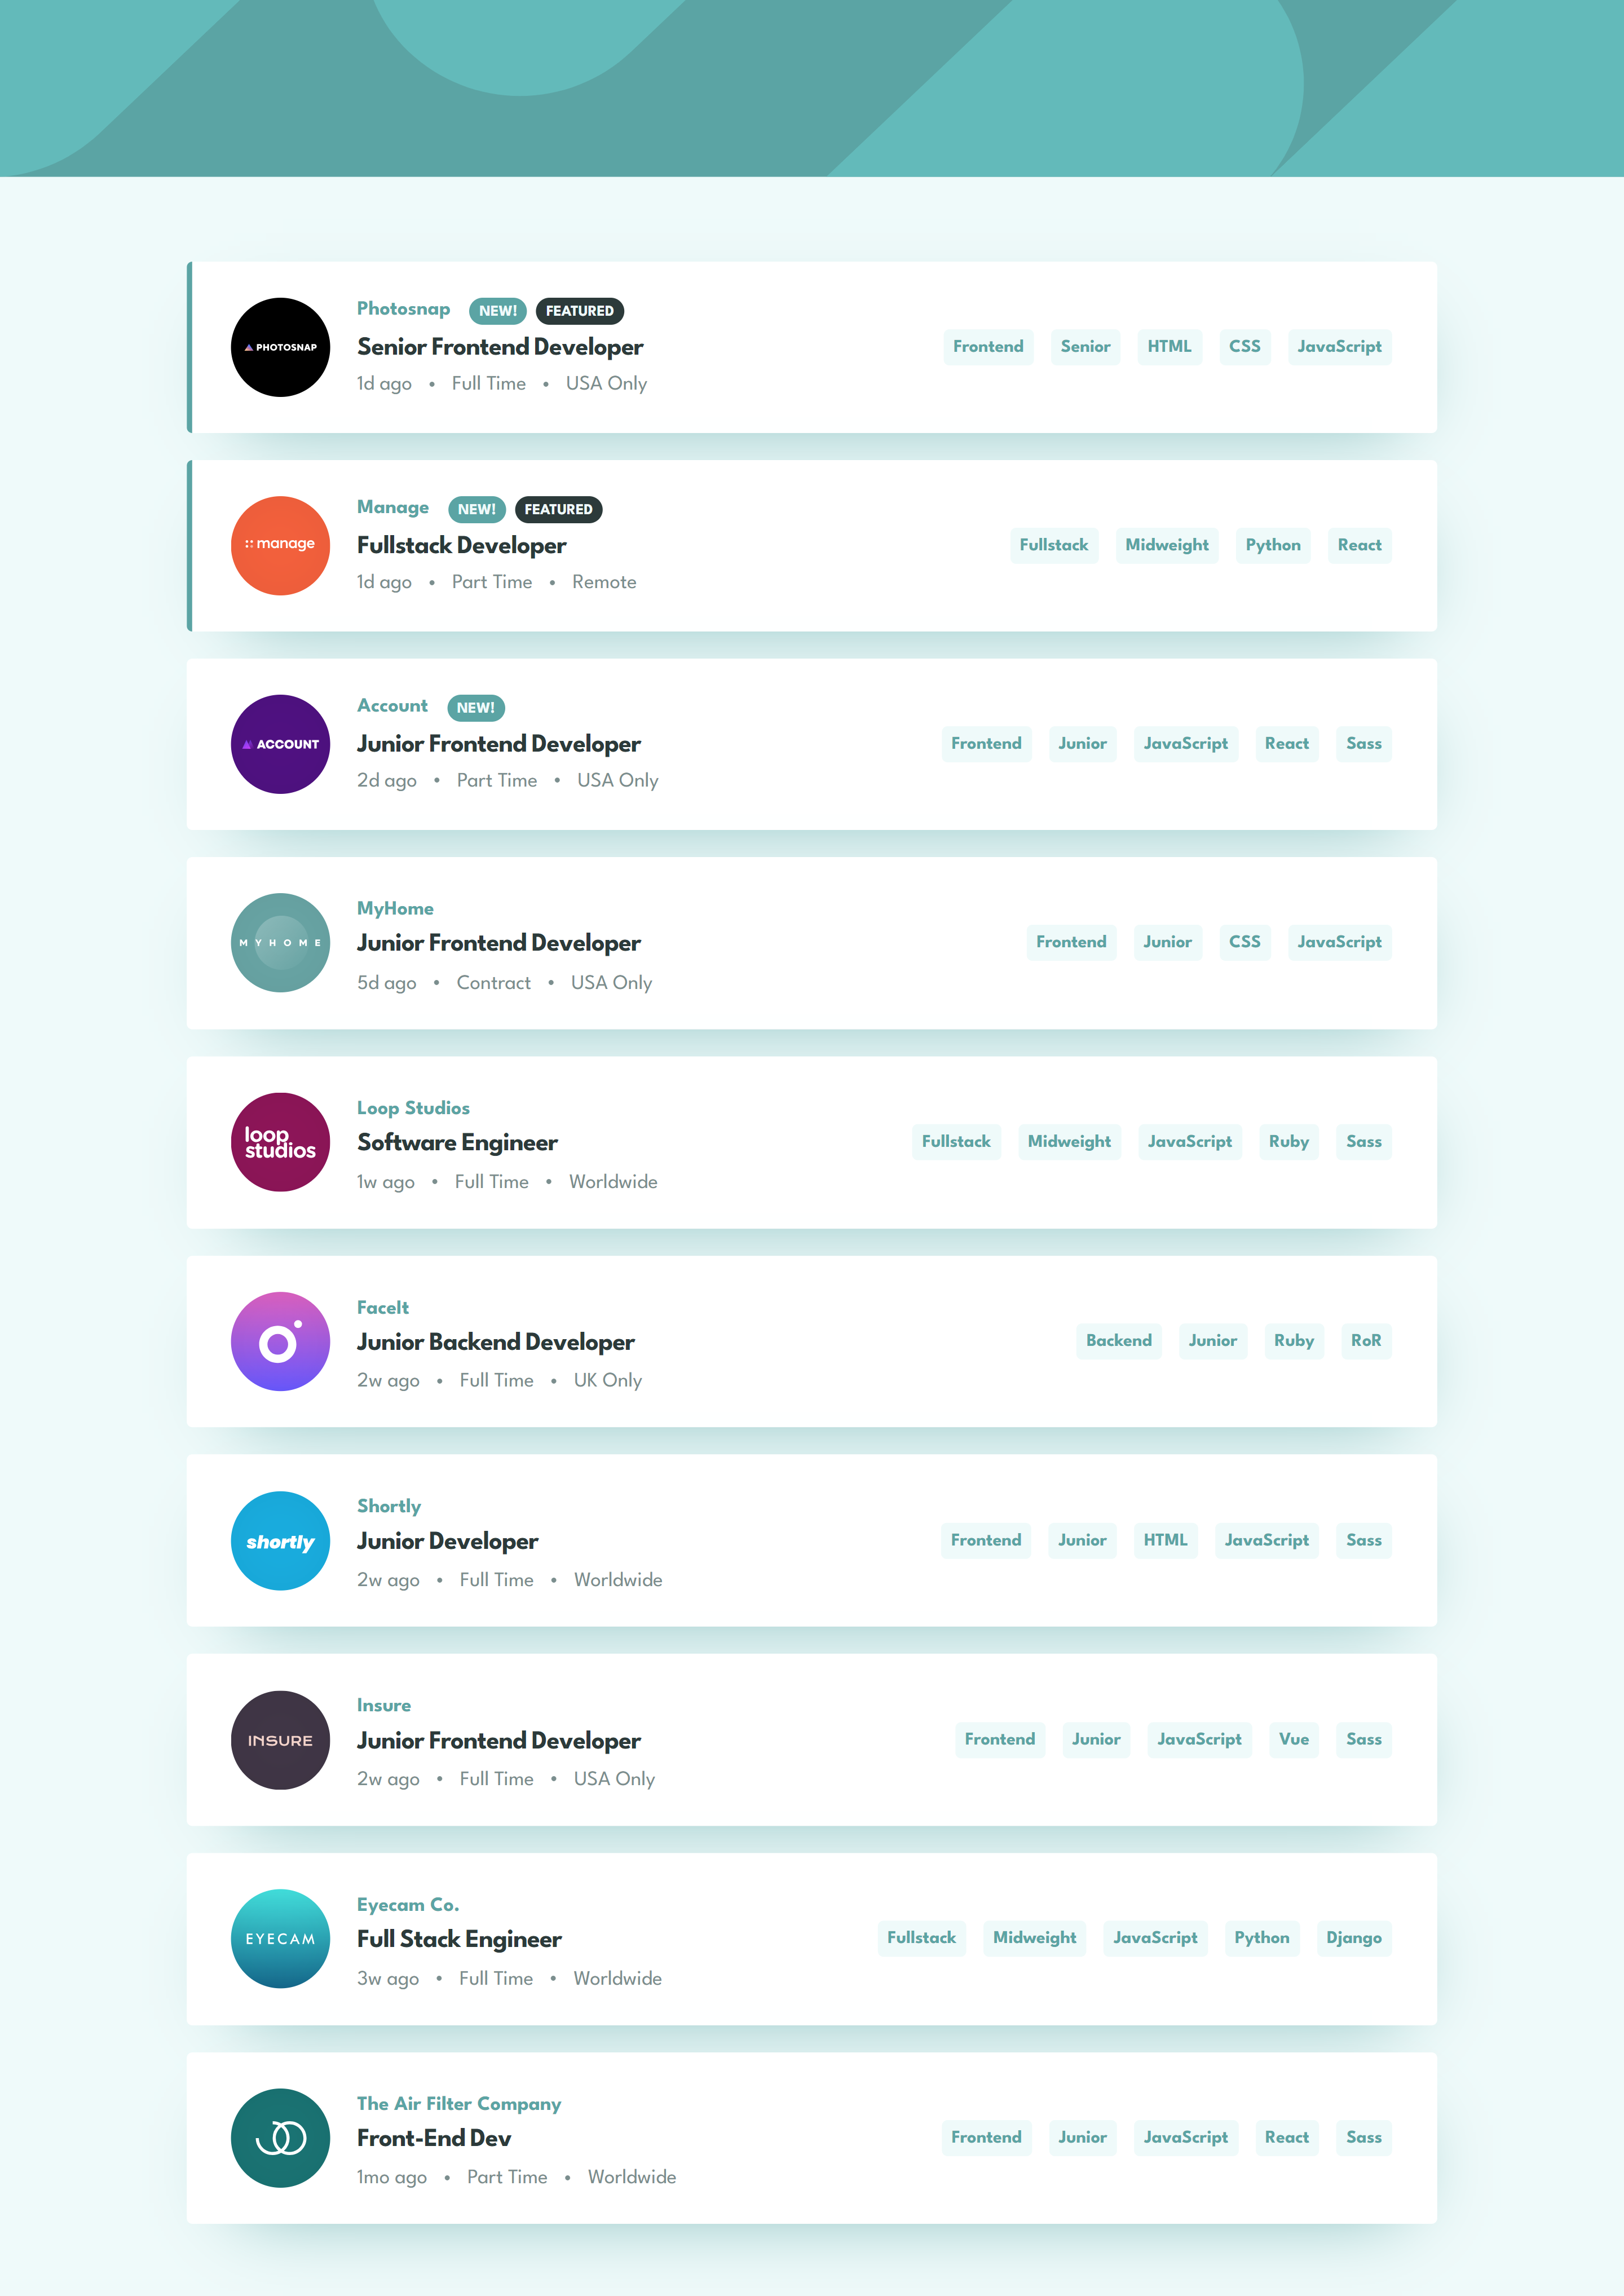 PHOTOSNAP
Photosnap NEW! FEATURED
Senior Frontend Developer
1d ago • Full Time • USA Only
Frontend Senior HTML CSS JavaScript
manage
Manage NEW! FEATURED
Fullstack Developer
1d ago • Part Time • Remote
Fullstack Midweight Python React
ACCOUNT
Account NEW!
Junior Frontend Developer
2d ago • Part Time • USA Only
Frontend Junior JavaScript React Sass
MYHOME
MyHome
Junior Frontend Developer
5d ago • Contract • USA Only
Frontend Junior CSS JavaScript
loop
studios
Loop Studios
Software Engineer
1w ago • Full Time • Worldwide
Fullstack Midweight JavaScript Ruby Sass
FaceIt
Junior Backend Developer
2w ago • Full Time • UK Only
Backend Junior Ruby RoR
shortly
Shortly
Junior Developer
2w ago • Full Time • Worldwide
Frontend Junior HTML JavaScript Sass
INSURE
Insure
Junior Frontend Developer
2w ago • Full Time • USA Only
Frontend Junior JavaScript Vue Sass
EYECAM
Eyecam Co.
Full Stack Engineer
3w ago • Full Time • Worldwide
Fullstack Midweight JavaScript Python Django
The Air Filter Company
Front-End Dev
1mo ago • Part Time • Worldwide
Frontend Junior JavaScript React Sass